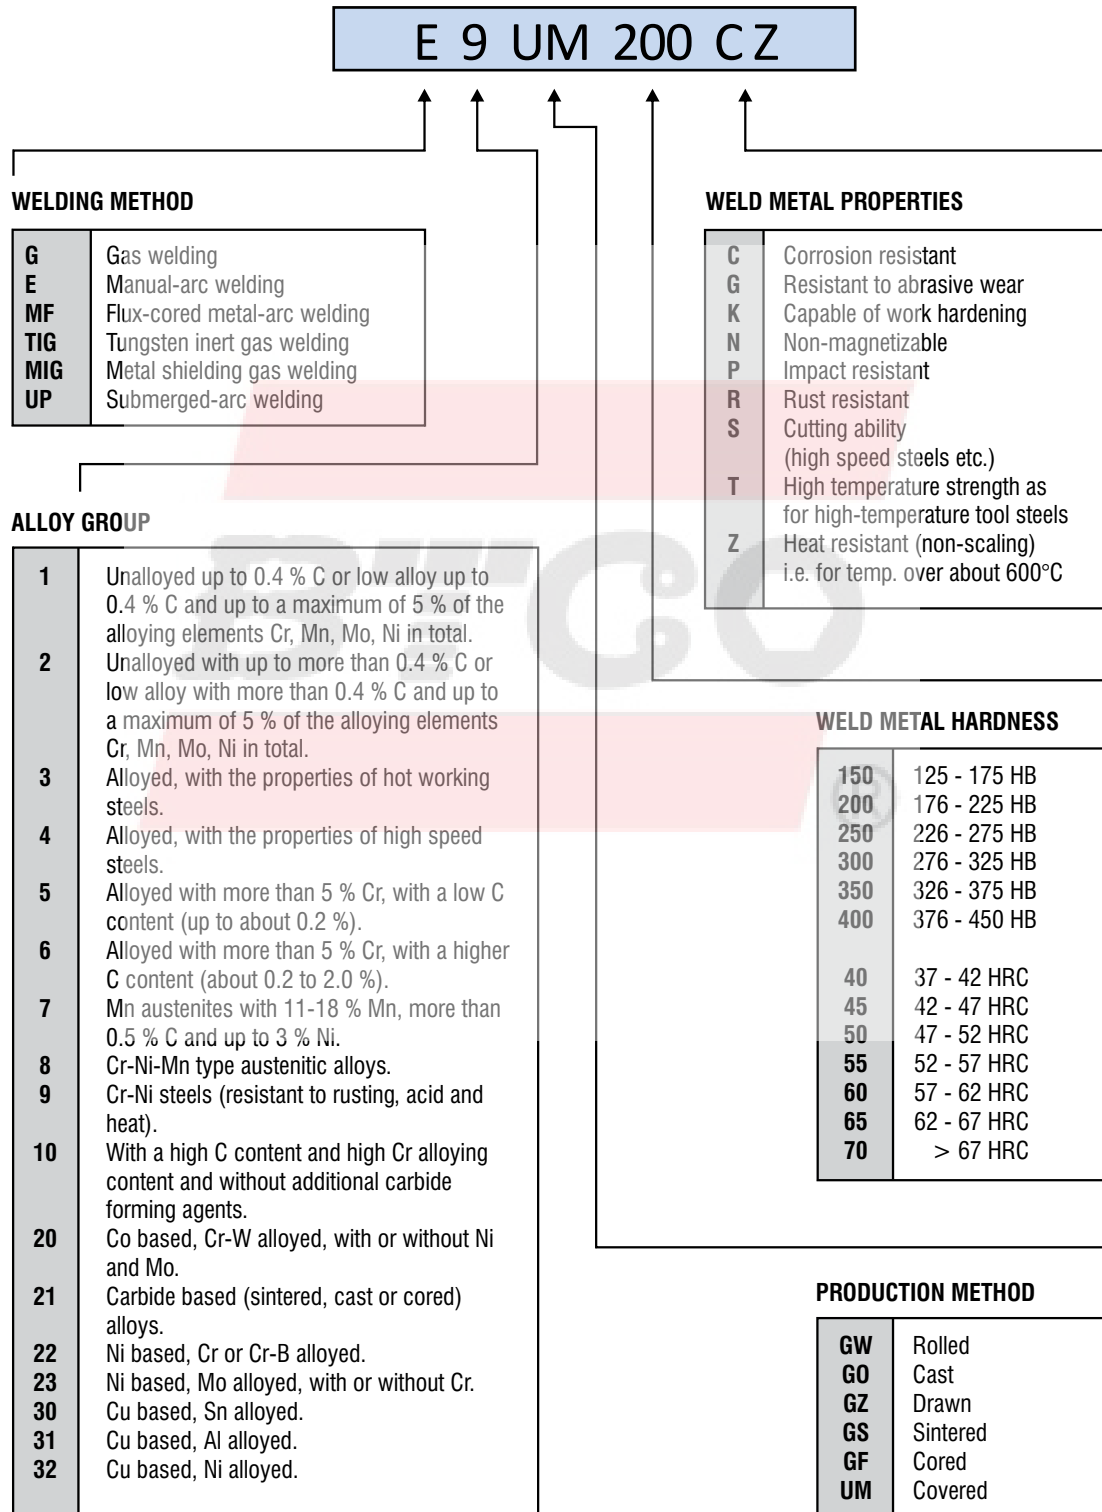 E 9 UM 200 C Z
WELDING METHOD
G Gas welding
E Manual-arc welding
MF Flux-cored metal-arc welding
TIG Tungsten inert gas welding
MIG Metal shielding gas welding
UP Submerged-arc welding
ALLOY GROUP
1 Unalloyed up to 0.4 % C or low alloy up to
0.4 % C and up to a maximum of 5 % of the
alloying elements Cr, Mn, Mo, Ni in total.
2 Unalloyed with up to more than 0.4 % C or
low alloy with more than 0.4 % C and up to
a maximum of 5 % of the alloying elements
Cr, Mn, Mo, Ni in total.
3 Alloyed, with the properties of hot working
steels.
4 Alloyed, with the properties of high speed
steels.
5 Alloyed with more than 5 % Cr, with a low C
content (up to about 0.2 %).
6 Alloyed with more than 5 % Cr, with a higher
C content (about 0.2 to 2.0 %).
7 Mn austenites with 11-18 % Mn, more than
0.5 % C and up to 3 % Ni.
8 Cr-Ni-Mn type austenitic alloys.
9 Cr-Ni steels (resistant to rusting, acid and
heat).
10 With a high C content and high Cr alloying
content and without additional carbide
forming agents.
20 Co based, Cr-W alloyed, with or without Ni
and Mo.
21 Carbide based (sintered, cast or cored)
alloys.
22 Ni based, Cr or Cr-B alloyed.
23 Ni based, Mo alloyed, with or without Cr.
30 Cu based, Sn alloyed.
31 Cu based, Al alloyed.
32 Cu based, Ni alloyed.
WELD METAL PROPERTIES
C Corrosion resistant
G Resistant to abrasive wear
K Capable of work hardening
N Non-magnetizable
P Impact resistant
R Rust resistant
S Cutting ability
(high speed steels etc.)
T High temperature strength as
for high-temperature tool steels
Z Heat resistant (non-scaling)
i.e. for temp. over about 600°C
WELD METAL HARDNESS
150 125 - 175 HB
200 176 - 225 HB
250 226 - 275 HB
300 276 - 325 HB
350 326 - 375 HB
400 376 - 450 HB
40 37 - 42 HRC
45 42 - 47 HRC
50 47 - 52 HRC
55 52 - 57 HRC
60 57 - 62 HRC
65 62 - 67 HRC
70 > 67 HRC
PRODUCTION METHOD
GW Rolled
GO Cast
GZ Drawn
GS Sintered
GF Cored
UM Covered
®